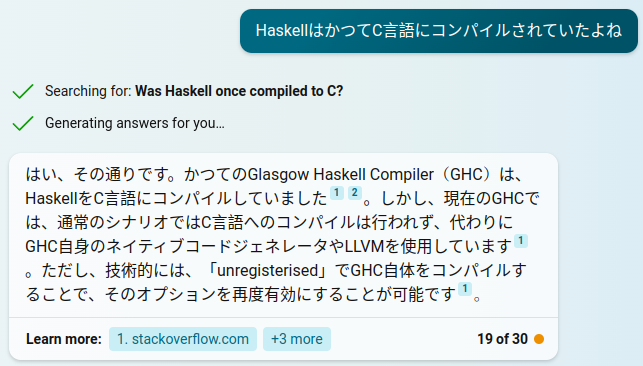 HaskellはかつてC言語にコンパイルされていたよね
Searching for: Was Haskell once compiled to C?
Generating answers for you…
はい、その通りです。かつてのGlasgow Haskell Compiler（GHC）は、
HaskellをC言語にコンパイルしていました 1 2 。しかし、現在のGHCで
は、通常のシナリオではC言語へのコンパイルは行われず、代わりに
GHC自身のネイティブコードジェネレータやLLVMを使用しています 1
。ただし、技術的には、「unregisterised」でGHC自体をコンパイルす
ることで、そのオプションを再度有効にすることが可能です 1 。
Learn more: 1. stackoverflow.com +3 more 19 of 30